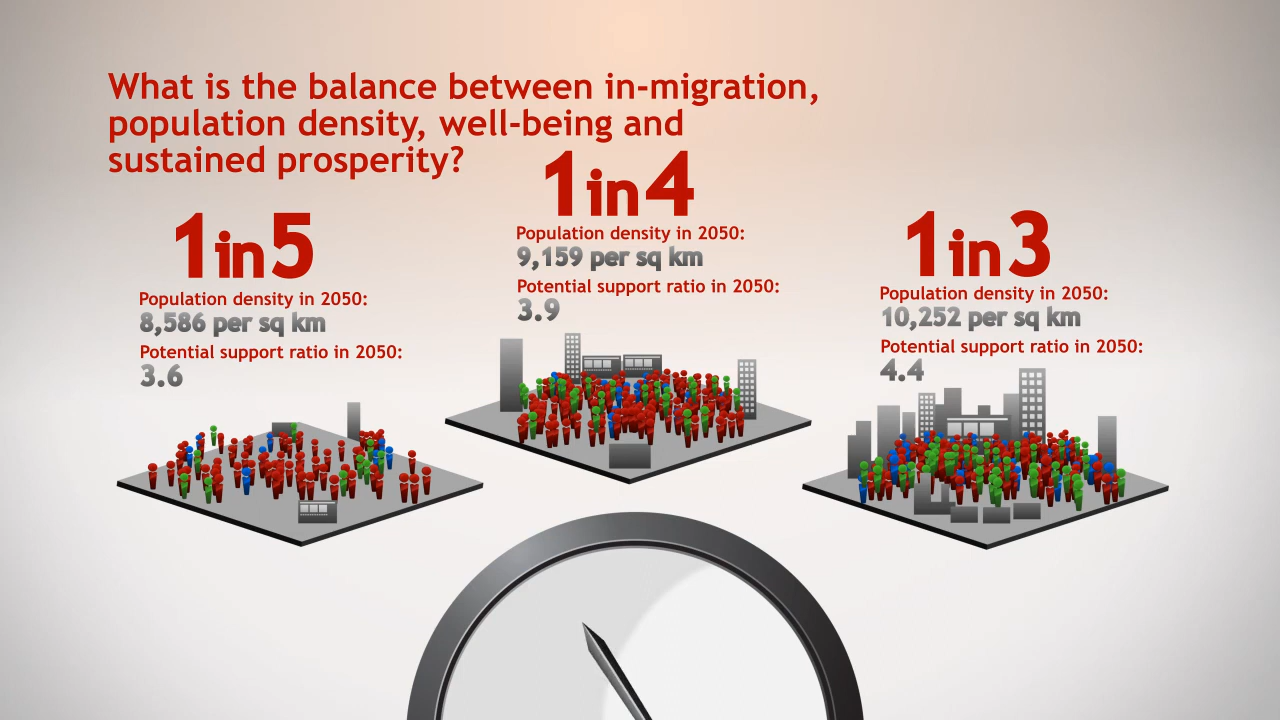 What is the balance between in-migration,
population density, well-being and
sustained prosperity?
1in5
Population density in 2050:
8,586 per sq km
Potential support ratio in 2050:
3.6
1in4
Population density in 2050:
9,159 per sq km
Potential support ratio in 2050:
3.9
1in3
Population density in 2050:
10,252 per sq km
Potential support ratio in 2050:
4.4